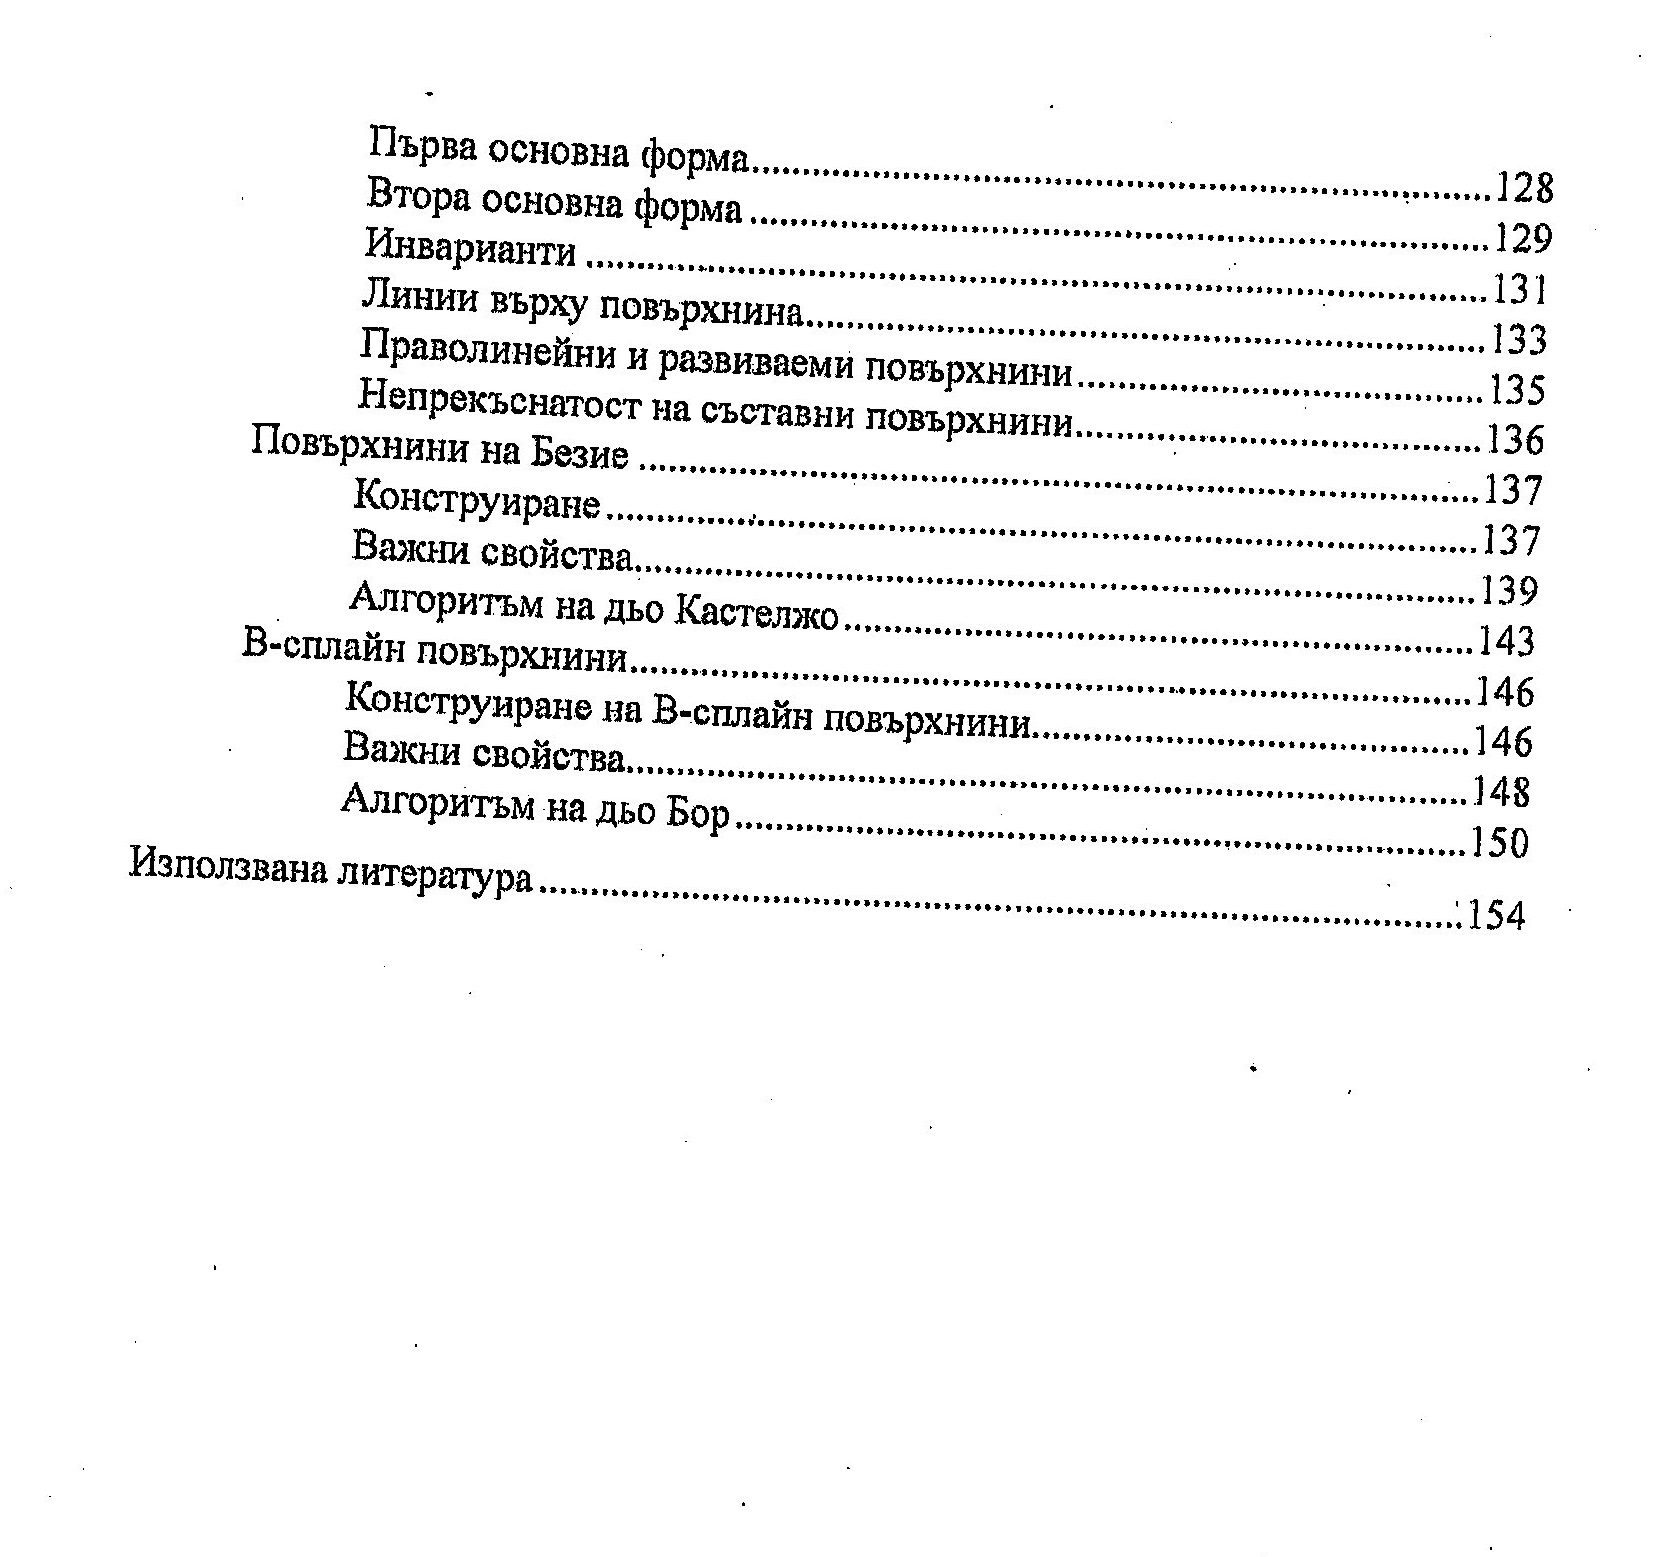 Първа основна форма..........128
Втора основна форма..........129
Инварианти..........131
Линии върху повърхнина..........133
Праволинейни и развиваеми повърхнини..........135
Непрекъснатост на съставни повърхнини..........136
Повърхнини на Безие..........137
Конструиране..........137
Важни свойства..........139
Алгоритъм на дьо Кастелжо..........143
В-сплайн повърхнини..........146
Конструиране на В-сплайн повърхнини..........146
Важни свойства..........148
Алгоритъм на дьо Бор..........150
Използвана литература..........154